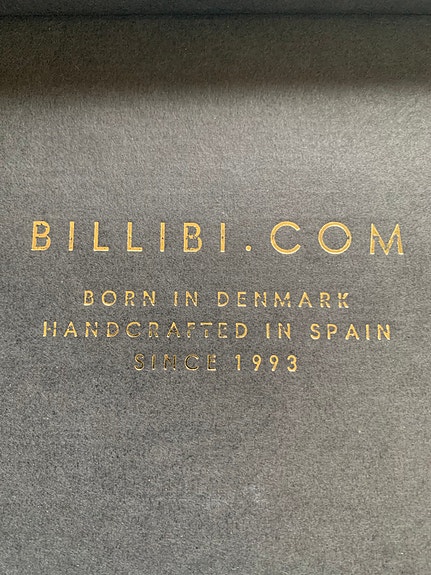 BILLIBI.COM
BORN IN DENMARK
HANDCRAFTED IN SPAIN
SINCE 1993